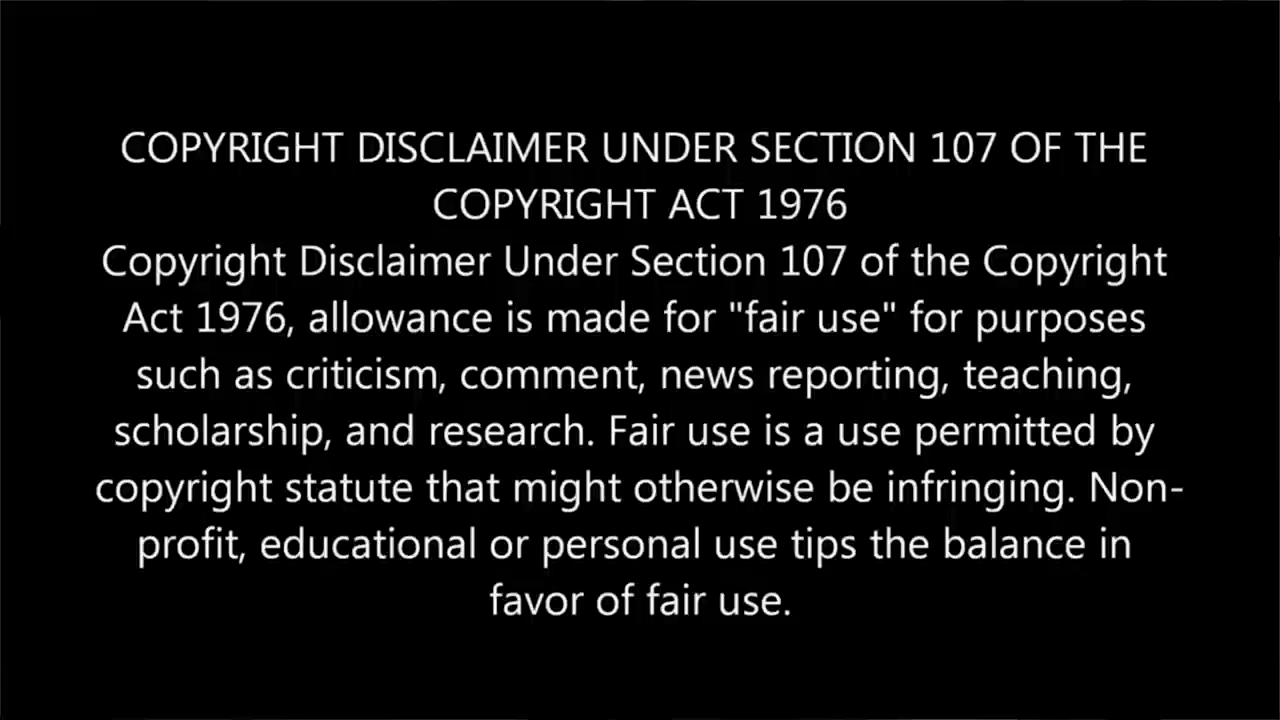 COPYRIGHT DISCLAIMER UNDER SECTION 107 OF THE
COPYRIGHT ACT 1976
Copyright Disclaimer Under Section 107 of the Copyright
Act 1976, allowance is made for "fair use" for purposes
such as criticism, comment, news reporting, teaching,
scholarship, and research. Fair use is a use permitted by
copyright statute that might otherwise be infringing. Non-
profit, educational or personal use tips the balance in
favor of fair use.